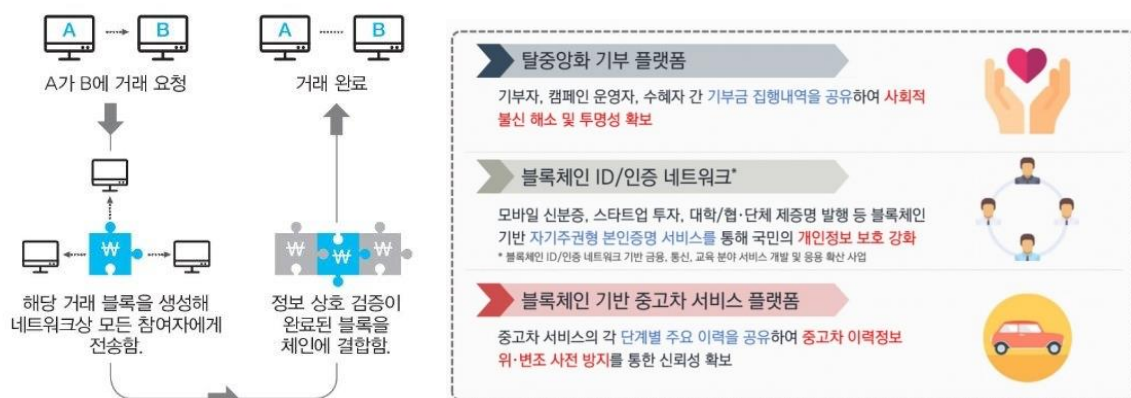 A
B
A가 B에 거래 요청
₩
해당 거래 블록을 생성해
네트워크상 모든 참여자에게
전송함.
₩ ₩ ₩
정보 상호 검증이
완료된 블록을
체인에 결합함.
A
B
거래 완료
탈중앙화 기부 플랫폼
기부자, 캠페인 운영자, 수혜자 간 기부금 집행내역을 공유하여 사회적
불신 해소 및 투명성 확보
블록체인 ID/인증 네트워크*
모바일 신분증, 스타트업 투자, 대학/협·단체 제증명 발행 등 블록체인
기반 자기주권형 본인증명 서비스를 통해 국민의 개인정보 보호 강화
* 블록체인 ID/인증 네트워크 기반 금융, 통신, 교육 분야 서비스 개발 및 응용 확산 사업
블록체인 기반 중고차 서비스 플랫폼
중고차 서비스의 각 단계별 주요 이력을 공유하여 중고차 이력정보
위·변조 사전 방지를 통한 신뢰성 확보